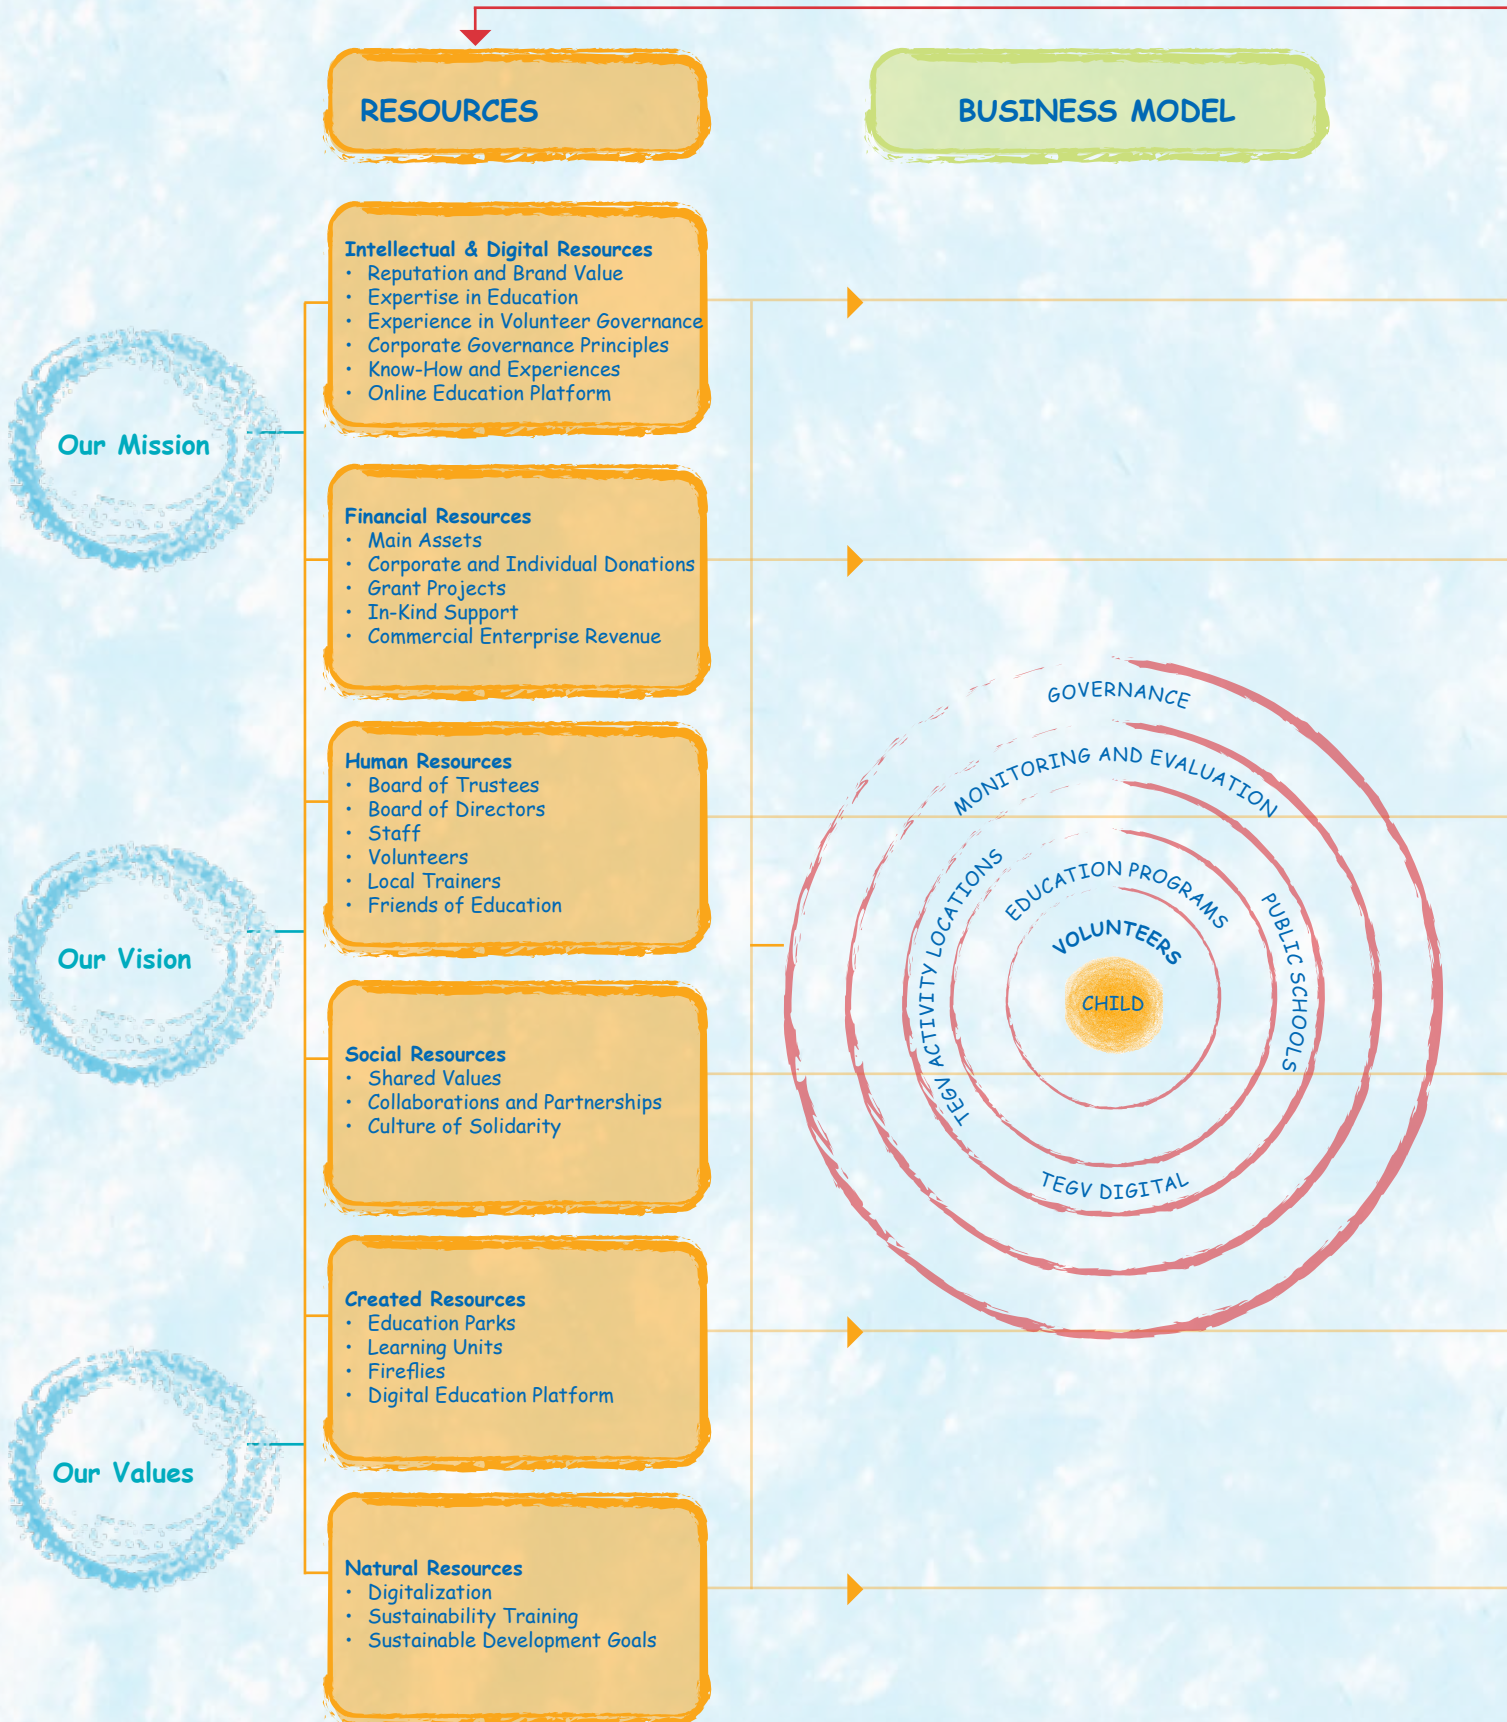 RESOURCES
BUSINESS MODEL
Our Mission
Our Vision
Our Values
Intellectual & Digital Resources
• Reputation and Brand Value
• Expertise in Education
• Experience in Volunteer Governance
• Corporate Governance Principles
• Know-How and Experiences
• Online Education Platform
Financial Resources
• Main Assets
• Corporate and Individual Donations
• Grant Projects
• In-Kind Support
• Commercial Enterprise Revenue
Human Resources
• Board of Trustees
• Board of Directors
• Staff
• Volunteers
• Local Trainers
• Friends of Education
Social Resources
• Shared Values
• Collaborations and Partnerships
• Culture of Solidarity
Created Resources
• Education Parks
• Learning Units
• Fireflies
• Digital Education Platform
Natural Resources
• Digitalization
• Sustainability Training
• Sustainable Development Goals
GOVERNANCE
MONITORING AND EVALUATION
TEGV ACTIVITY LOCATIONS
EDUCATION PROGRAMS
PUBLIC SCHOOLS
VOLUNTEERS
CHILD
TEGV DIGITAL